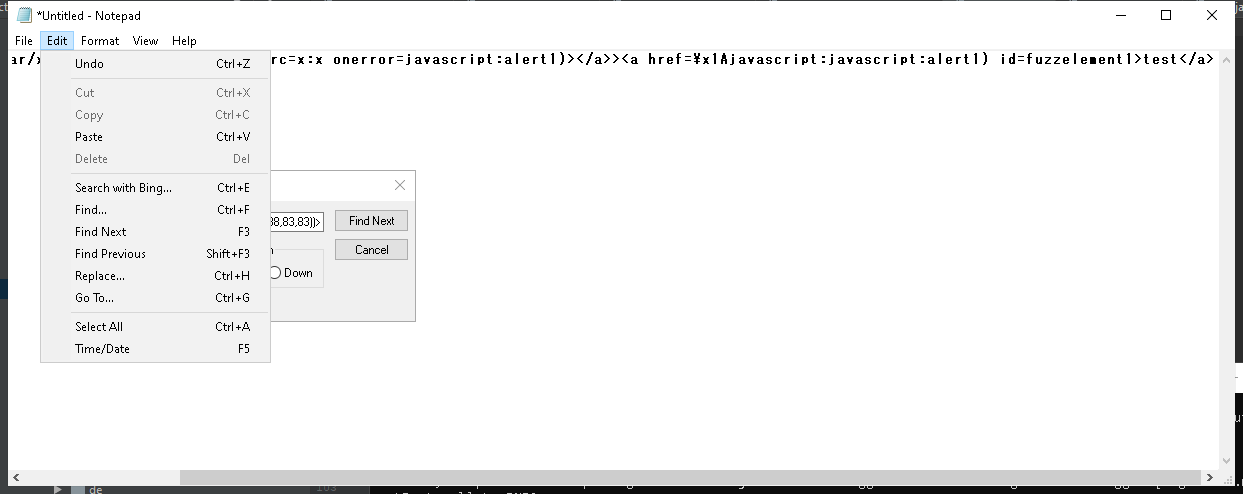 *Untitled - Notepad
File Edit Format View Help
ar/x rc=x:x onerror=javascript:alert1)></a>><a href=¥x1Ajavascript:javascript:alert1) id=fuzzelement1>test</a>
Undo Ctrl+Z
Cut Ctrl+X
Copy Ctrl+C
Paste Ctrl+V
Delete Del
Search with Bing... Ctrl+E
Find... Ctrl+F
Find Next F3
Find Previous Shift+F3
Replace... Ctrl+H
Go To... Ctrl+G
Select All Ctrl+A
Time/Date F5
88,83,83))> Find Next
Cancel
Down
de
103